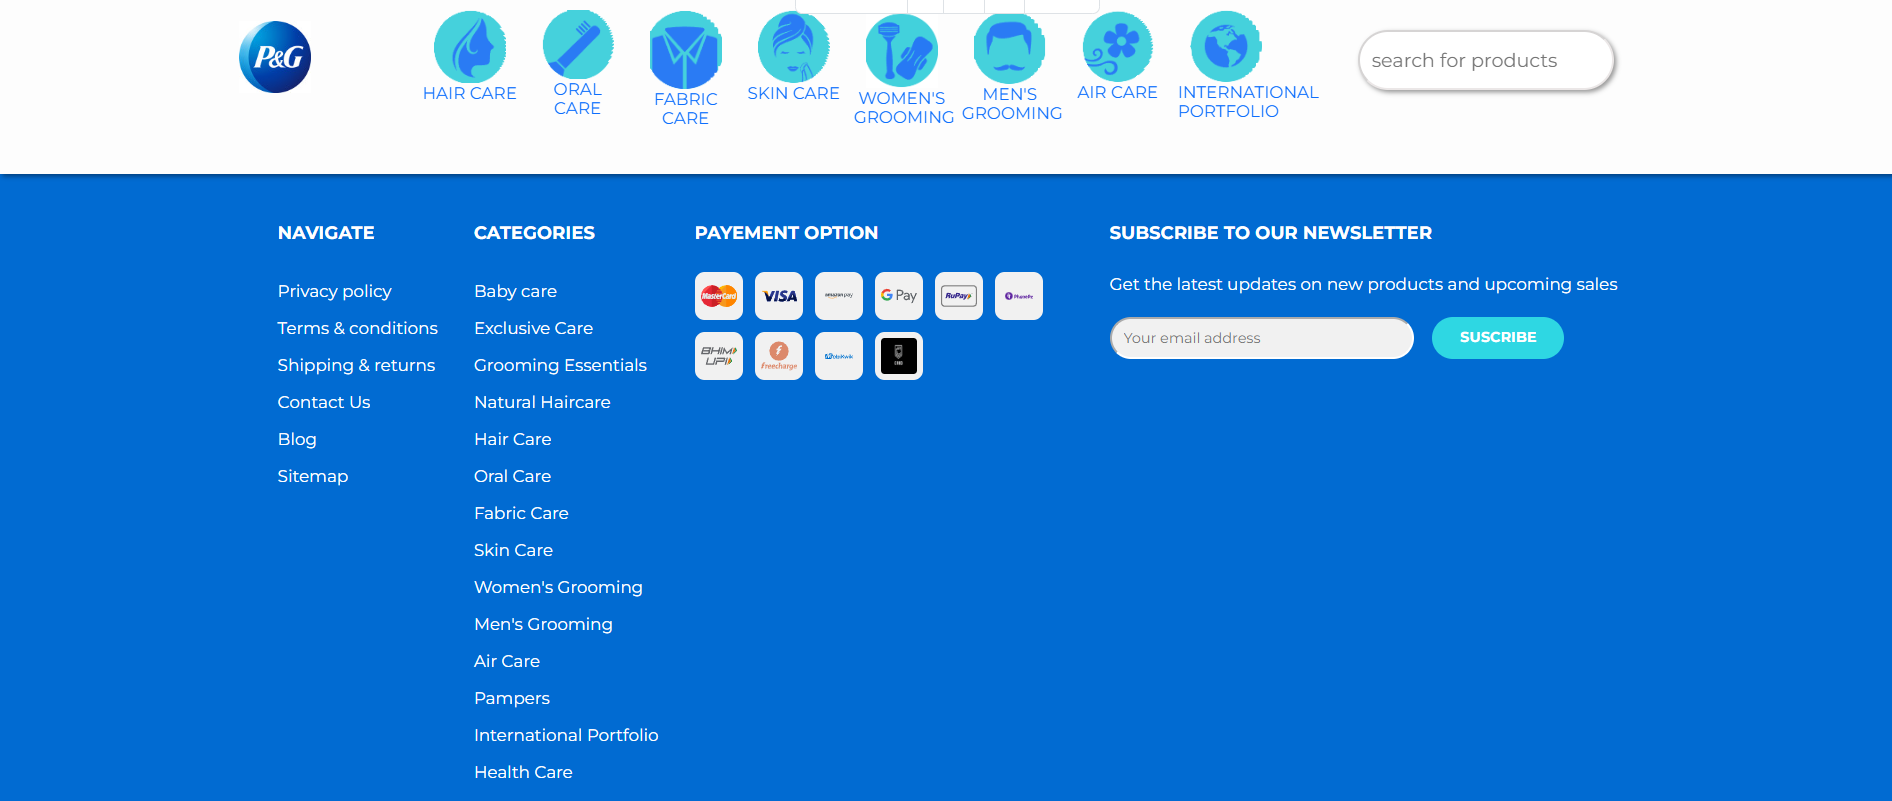 P&G
HAIR CARE
ORAL
CARE
FABRIC
CARE
SKIN CARE
WOMEN'S
GROOMING
MEN'S
GROOMING
AIR CARE
INTERNATIONAL
PORTFOLIO
search for products
NAVIGATE
Privacy policy
Terms & conditions
Shipping & returns
Contact Us
Blog
Sitemap
CATEGORIES
Baby care
Exclusive Care
Grooming Essentials
Natural Haircare
Hair Care
Oral Care
Fabric Care
Skin Care
Women's Grooming
Men's Grooming
Air Care
Pampers
International Portfolio
Health Care
PAYEMENT OPTION
MasterCard
VISA
amazon pay
G Pay
RuPay
PhonePe
BHIM
UPI
freecharge
MobiKwik
SUBSCRIBE TO OUR NEWSLETTER
Get the latest updates on new products and upcoming sales
Your email address
SUSCRIBE